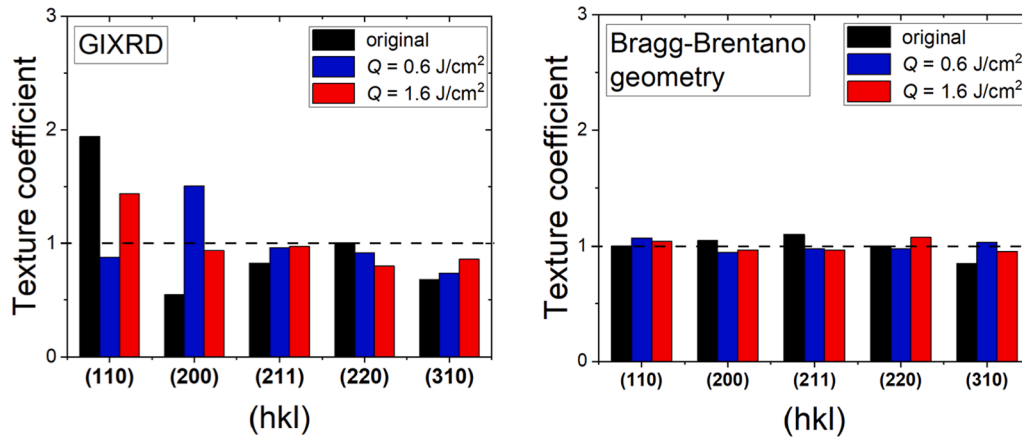 GIXRD
original
Q = 0.6 J/cm²
Q = 1.6 J/cm²
Texture coefficient
3
2
1
0
(110) (200) (211) (220) (310)
(hkl)
Bragg-Brentano
geometry
original
Q = 0.6 J/cm²
Q = 1.6 J/cm²
Texture coefficient
3
2
1
0
(110) (200) (211) (220) (310)
(hkl)